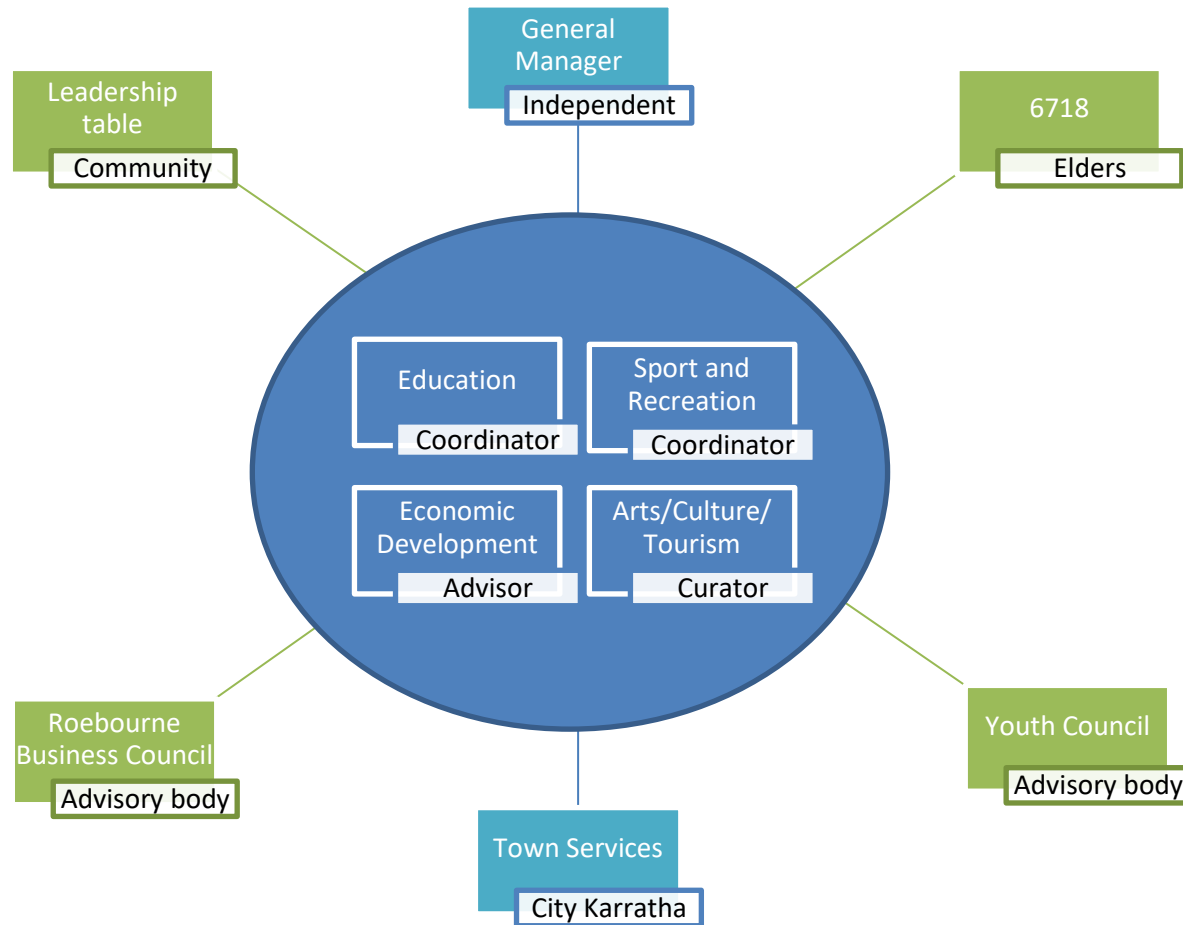 General
Manager
Independent
Leadership
table
Community
6718
Elders
Education
Coordinator
Sport and
Recreation
Coordinator
Economic
Development
Advisor
Arts/Culture/
Tourism
Curator
Roebourne
Business Council
Advisory body
Youth Council
Advisory body
Town Services
City Karratha